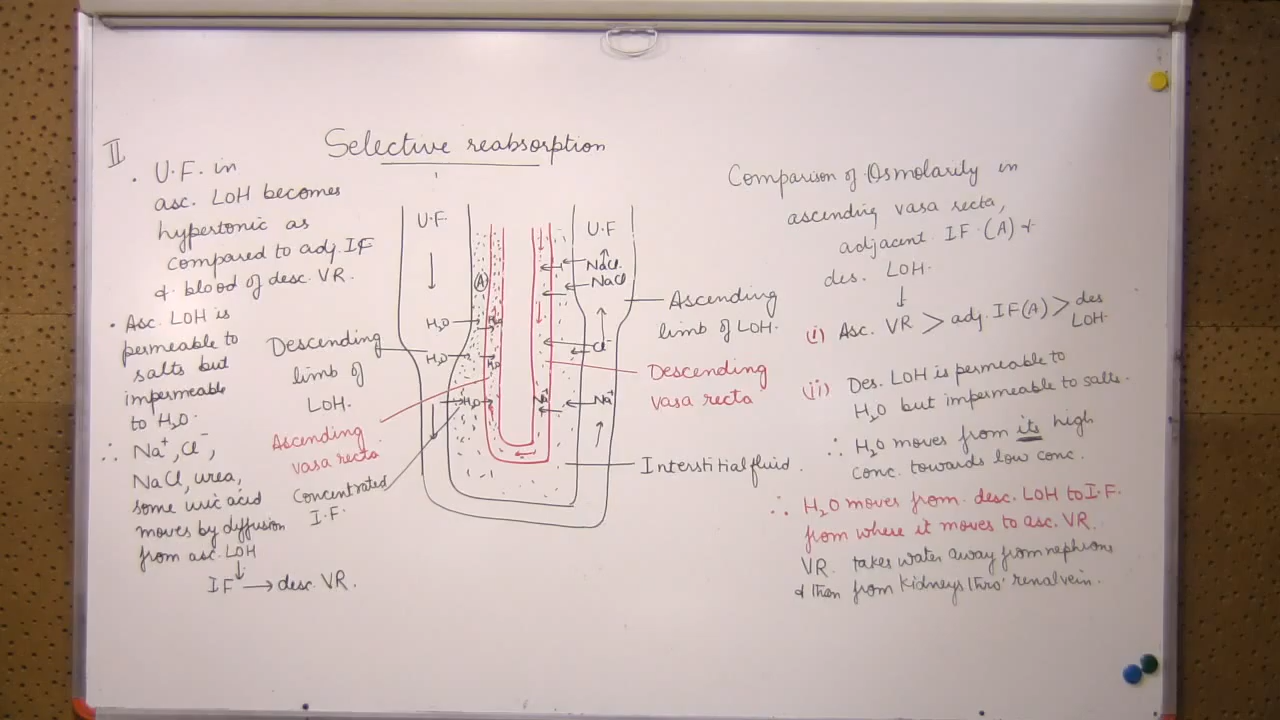 Selective reabsorption
II
. U.F. in
asc. LOH becomes
hypertonic as
compared to adj. IF
& blood of desc. VR.
• Asc. LOH is
permeable to
salts but
impermeable
to H₂O.
∴ Na⁺, Cl⁻,
NaCl, urea,
some uric acid
moves by diffusion
from asc. LOH
↓
IF → desc. VR.
Descending
limb of
LOH.
Ascending
vasa recta
Concentrated
I.F.
U.F.
A
H₂O
H₂O
H₂O
H₂O
H₂O
U.F
NaCl
NaCl
Cl⁻
Na⁺
Na⁺
Ascending
limb of LOH.
Descending
vasa recta
Interstitial fluid.
Comparison of Osmolarity in
ascending vasa recta,
adjacent IF (A) &
des. LOH.
↓
(i) Asc. VR > adj. IF(A) > des
LOH.
(ii) Des. LOH is permeable to
H₂O but impermeable to salts.
∴ H₂O moves from its high
conc. towards low conc.
∴ H₂O moves from desc. LOH to I.F.
from where it moves to asc. VR.
VR takes water away from nephrons
& then from Kidneys thro' renal vein.